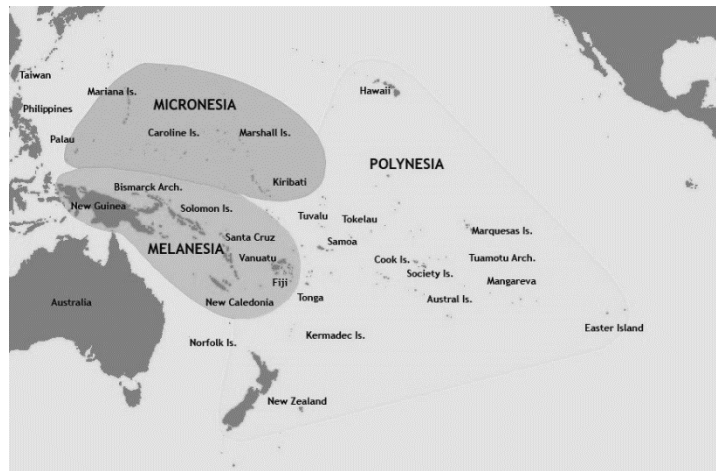 Taiwan
Hawaii
Mariana Is.
MICRONESIA
Philippines
Caroline Is.
Marshall Is.
Palau
POLYNESIA
Kiribati
Bismarck Arch.
New Guinea
Solomon Is.
Tuvalu
Tokelau
Marquesas Is.
Santa Cruz
Samoa
MELANESIA
Vanuatu
Cook Is.
Tuamotu Arch.
Society Is.
Fiji
Mangareva
Tonga
Austral Is.
Australia
New Caledonia
Easter Island
Kermadec Is.
Norfolk Is.
New Zealand